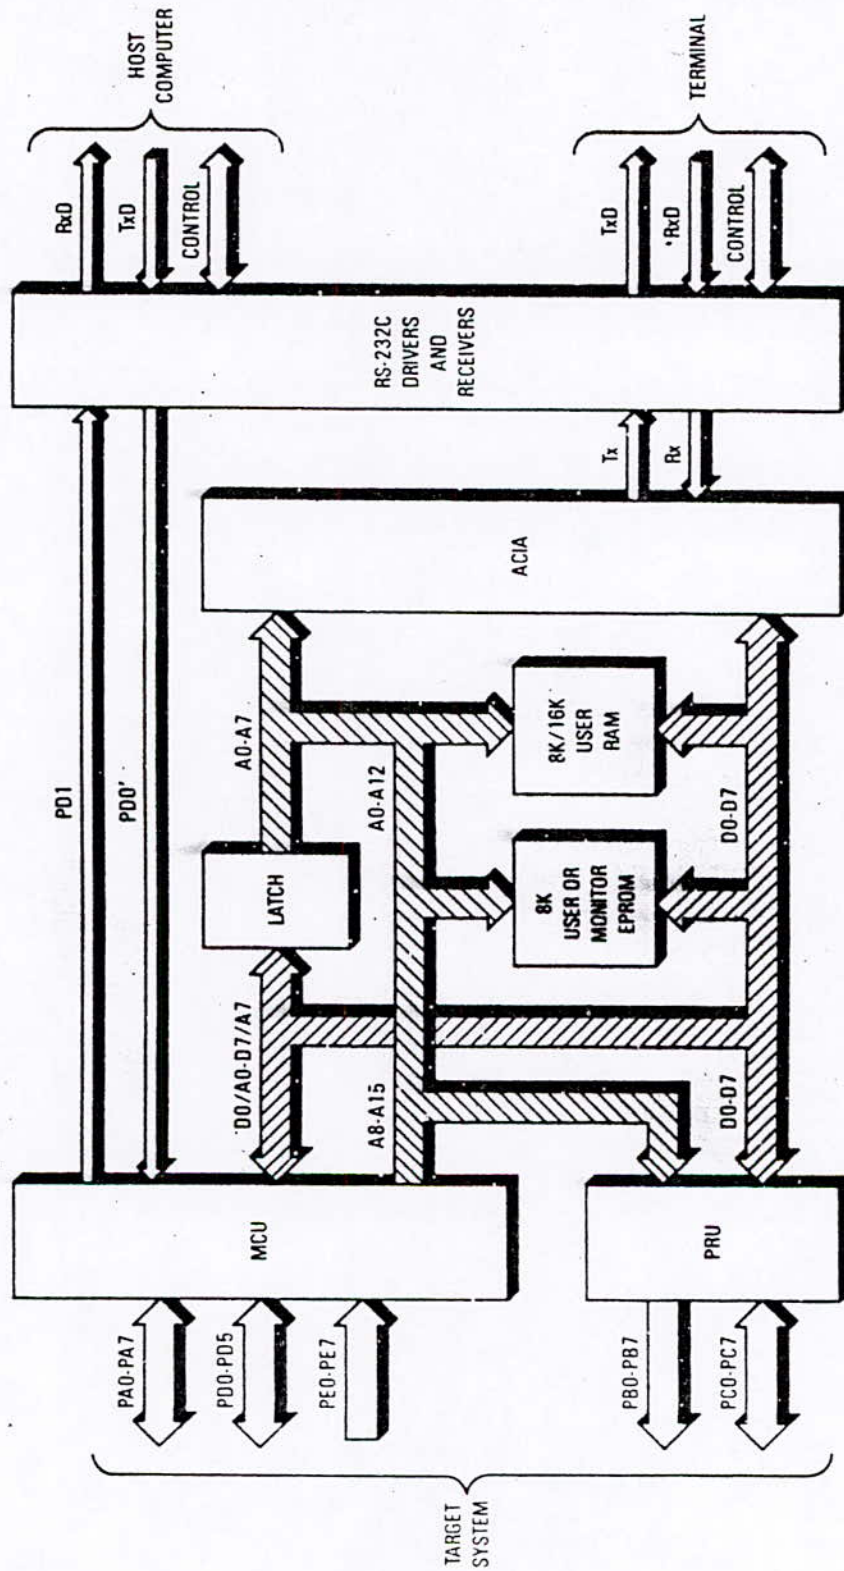 HOST
COMPUTER
RxD
TxD
CONTROL
TERMINAL
TxD
*RxD
CONTROL
RS-232C
DRIVERS
AND
RECEIVERS
Tx
Rx
ACIA
PD1
PD0'
A0-A7
A0-A12
LATCH
8K/16K
USER
RAM
8K
USER OR
MONITOR
EPROM
D0-D7
D0/A0-D7/A7
A8-A15
D0-D7
MCU
PRU
PA0-PA7
PD0-PD5
PE0-PE7
PB0-PB7
PC0-PC7
TARGET
SYSTEM